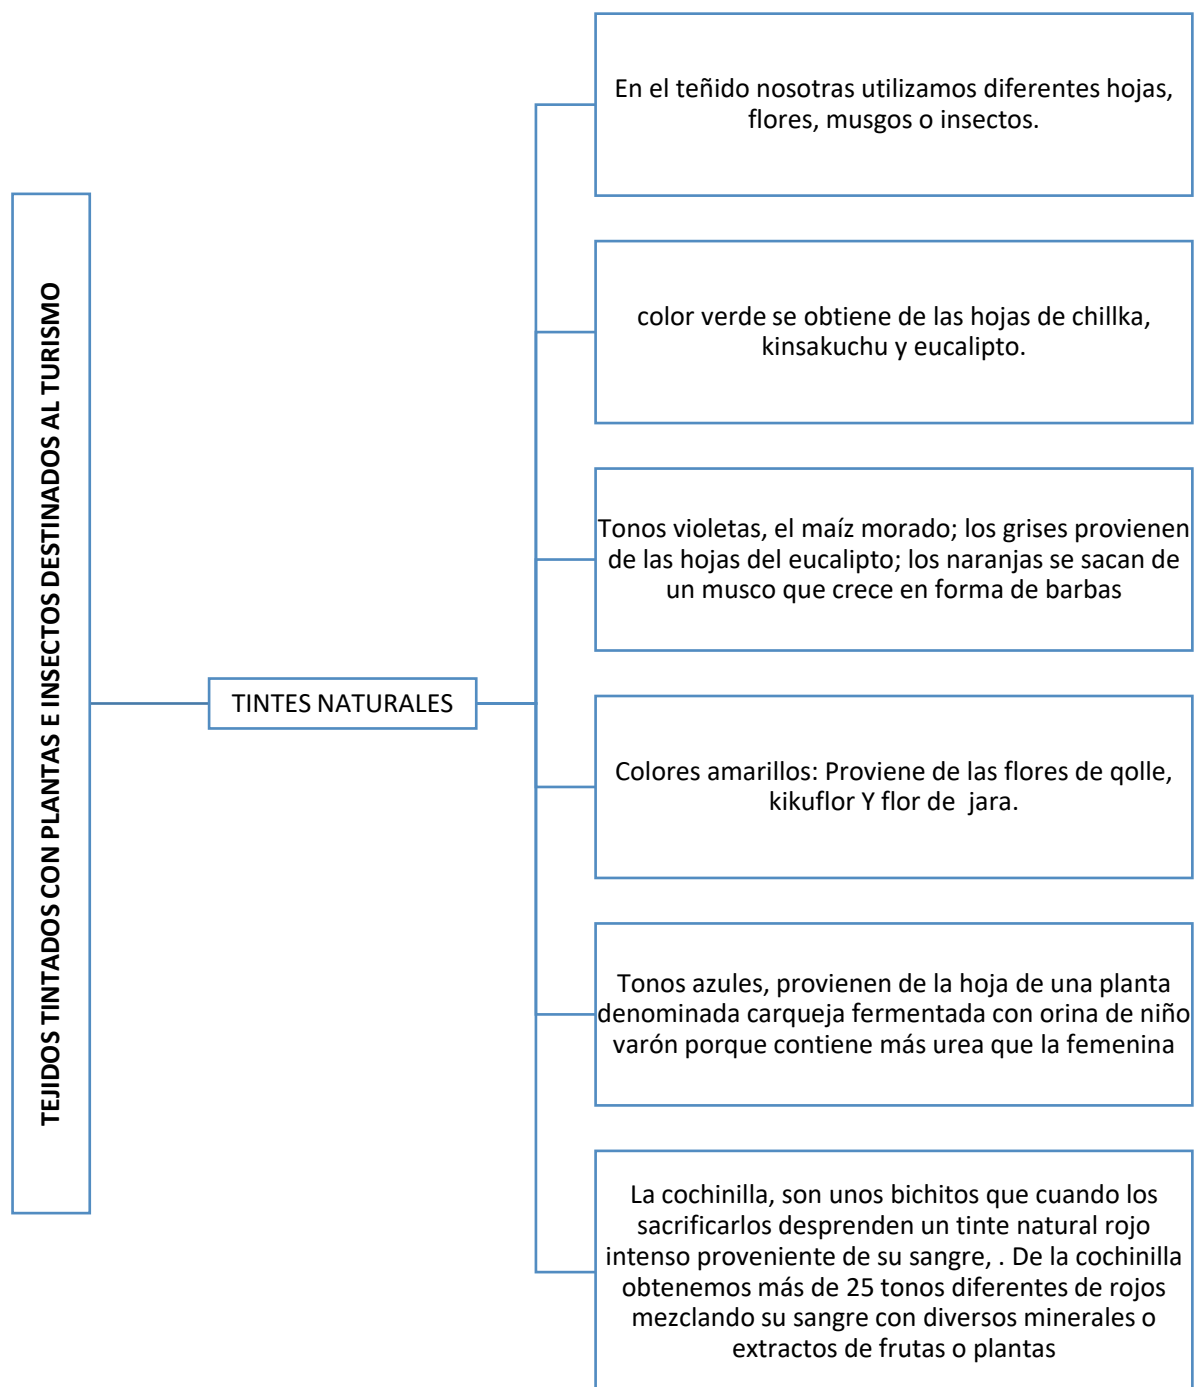 TEJIDOS TINTADOS CON PLANTAS E INSECTOS DESTINADOS AL TURISMO
TINTES NATURALES
En el teñido nosotras utilizamos diferentes hojas,
flores, musgos o insectos.
color verde se obtiene de las hojas de chillka,
kinsakuchu y eucalipto.
Tonos violetas, el maíz morado; los grises provienen
de las hojas del eucalipto; los naranjas se sacan de
un musco que crece en forma de barbas
Colores amarillos: Proviene de las flores de qolle,
kikuflor Y flor de  jara.
Tonos azules, provienen de la hoja de una planta
denominada carqueja fermentada con orina de niño
varón porque contiene más urea que la femenina
La cochinilla, son unos bichitos que cuando los
sacrificarlos desprenden un tinte natural rojo
intenso proveniente de su sangre, . De la cochinilla
obtenemos más de 25 tonos diferentes de rojos
mezclando su sangre con diversos minerales o
extractos de frutas o plantas